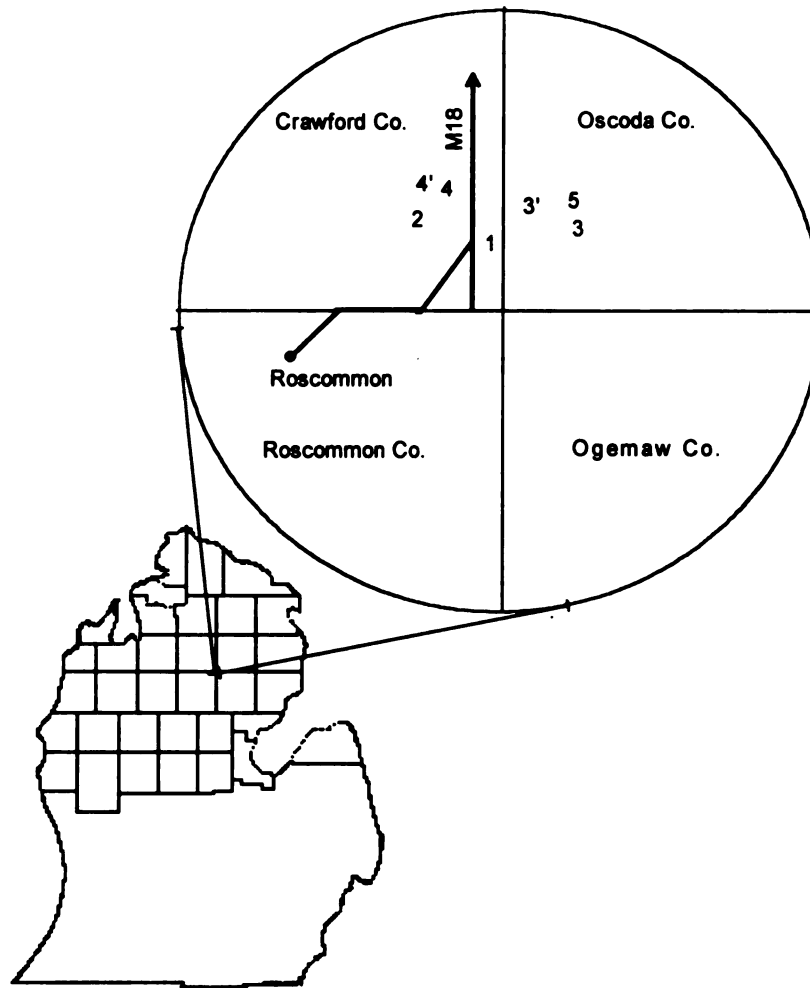 Crawford Co.
M18
Oscoda Co.
4' 4
2
1
3' 5
3
Roscommon
Roscommon Co.
Ogemaw Co.